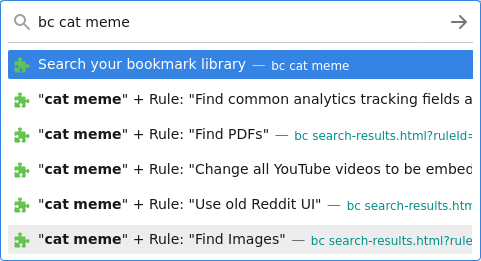 bc cat meme
Search your bookmark library — bc cat meme
"cat meme" + Rule: "Find common analytics tracking fields a
"cat meme" + Rule: "Find PDFs" — bc search-results.html?ruleId=
"cat meme" + Rule: "Change all YouTube videos to be embed
"cat meme" + Rule: "Use old Reddit UI" — bc search-results.htm
"cat meme" + Rule: "Find Images" — bc search-results.html?rule